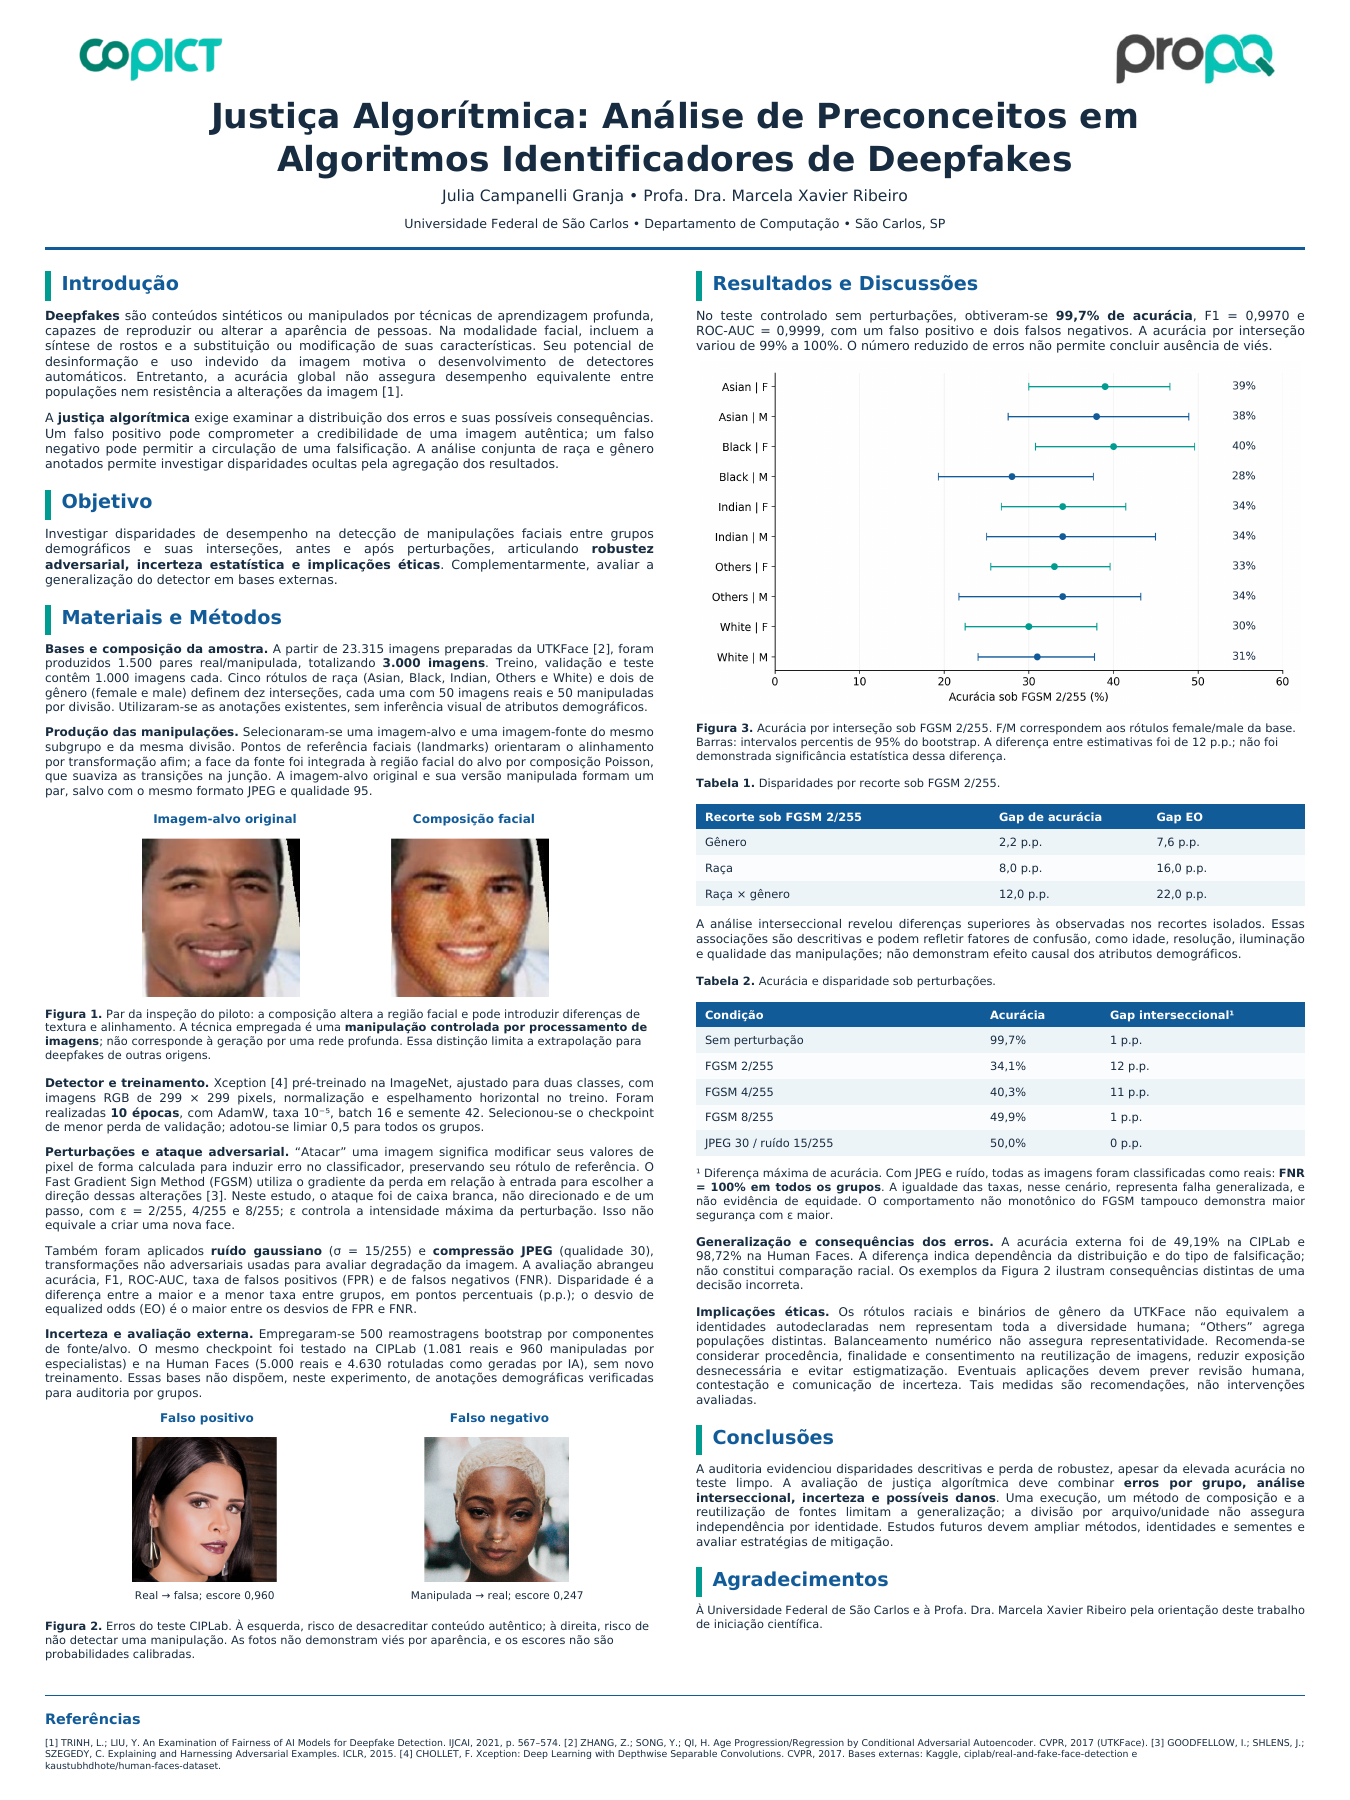 copict
propq
Justiça Algorítmica: Análise de Preconceitos em
Algoritmos Identificadores de Deepfakes
Julia Campanelli Granja • Profa. Dra. Marcela Xavier Ribeiro
Universidade Federal de São Carlos • Departamento de Computação • São Carlos, SP
Introdução
Deepfakes são conteúdos sintéticos ou manipulados por técnicas de aprendizagem profunda,
capazes de reproduzir ou alterar a aparência de pessoas. Na modalidade facial, incluem a
síntese de rostos e a substituição ou modificação de suas características. Seu potencial de
desinformação e uso indevido da imagem motiva o desenvolvimento de detectores
automáticos. Entretanto, a acurácia global não assegura desempenho equivalente entre
populações nem resistência a alterações da imagem [1].
A justiça algorítmica exige examinar a distribuição dos erros e suas possíveis consequências.
Um falso positivo pode comprometer a credibilidade de uma imagem autêntica; um falso
negativo pode permitir a circulação de uma falsificação. A análise conjunta de raça e gênero
anotados permite investigar disparidades ocultas pela agregação dos resultados.
Objetivo
Investigar disparidades de desempenho na detecção de manipulações faciais entre grupos
demográficos e suas interseções, antes e após perturbações, articulando robustez
adversarial, incerteza estatística e implicações éticas. Complementarmente, avaliar a
generalização do detector em bases externas.
Materiais e Métodos
Bases e composição da amostra. A partir de 23.315 imagens preparadas da UTKFace [2], foram
produzidos 1.500 pares real/manipulada, totalizando 3.000 imagens. Treino, validação e teste
contêm 1.000 imagens cada. Cinco rótulos de raça (Asian, Black, Indian, Others e White) e dois de
gênero (female e male) definem dez interseções, cada uma com 50 imagens reais e 50 manipuladas
por divisão. Utilizaram-se as anotações existentes, sem inferência visual de atributos demográficos.
Produção das manipulações. Selecionaram-se uma imagem-alvo e uma imagem-fonte do mesmo
subgrupo e da mesma divisão. Pontos de referência faciais (landmarks) orientaram o alinhamento
por transformação afim; a face da fonte foi integrada à região facial do alvo por composição Poisson,
que suaviza as transições na junção. A imagem-alvo original e sua versão manipulada formam um
par, salvo com o mesmo formato JPEG e qualidade 95.
Imagem-alvo original
Composição facial
Figura 1. Par da inspeção do piloto: a composição altera a região facial e pode introduzir diferenças de
textura e alinhamento. A técnica empregada é uma manipulação controlada por processamento de
imagens; não corresponde à geração por uma rede profunda. Essa distinção limita a extrapolação para
deepfakes de outras origens.
Detector e treinamento. Xception [4] pré-treinado na ImageNet, ajustado para duas classes, com
imagens RGB de 299 × 299 pixels, normalização e espelhamento horizontal no treino. Foram
realizadas 10 épocas, com AdamW, taxa 10⁻⁵, batch 16 e semente 42. Selecionou-se o checkpoint
de menor perda de validação; adotou-se limiar 0,5 para todos os grupos.
Perturbações e ataque adversarial. “Atacar” uma imagem significa modificar seus valores de
pixel de forma calculada para induzir erro no classificador, preservando seu rótulo de referência. O
Fast Gradient Sign Method (FGSM) utiliza o gradiente da perda em relação à entrada para escolher a
direção dessas alterações [3]. Neste estudo, o ataque foi de caixa branca, não direcionado e de um
passo, com ε = 2/255, 4/255 e 8/255; ε controla a intensidade máxima da perturbação. Isso não
equivale a criar uma nova face.
Também foram aplicados ruído gaussiano (σ = 15/255) e compressão JPEG (qualidade 30),
transformações não adversariais usadas para avaliar degradação da imagem. A avaliação abrangeu
acurácia, F1, ROC-AUC, taxa de falsos positivos (FPR) e de falsos negativos (FNR). Disparidade é a
diferença entre a maior e a menor taxa entre grupos, em pontos percentuais (p.p.); o desvio de
equalized odds (EO) é o maior entre os desvios de FPR e FNR.
Incerteza e avaliação externa. Empregaram-se 500 reamostragens bootstrap por componentes
de fonte/alvo. O mesmo checkpoint foi testado na CIPLab (1.081 reais e 960 manipuladas por
especialistas) e na Human Faces (5.000 reais e 4.630 rotuladas como geradas por IA), sem novo
treinamento. Essas bases não dispõem, neste experimento, de anotações demográficas verificadas
para auditoria por grupos.
Falso positivo
Falso negativo
Real → falsa; escore 0,960
Manipulada → real; escore 0,247
Figura 2. Erros do teste CIPLab. À esquerda, risco de desacreditar conteúdo autêntico; à direita, risco de
não detectar uma manipulação. As fotos não demonstram viés por aparência, e os escores não são
probabilidades calibradas.
Resultados e Discussões
No teste controlado sem perturbações, obtiveram-se 99,7% de acurácia, F1 = 0,9970 e
ROC-AUC = 0,9999, com um falso positivo e dois falsos negativos. A acurácia por interseção
variou de 99% a 100%. O número reduzido de erros não permite concluir ausência de viés.
Asian | F 39%
Asian | M 38%
Black | F 40%
Black | M 28%
Indian | F 34%
Indian | M 34%
Others | F 33%
Others | M 34%
White | F 30%
White | M 31%
0 10 20 30 40 50 60
Acurácia sob FGSM 2/255 (%)
Figura 3. Acurácia por interseção sob FGSM 2/255. F/M correspondem aos rótulos female/male da base.
Barras: intervalos percentis de 95% do bootstrap. A diferença entre estimativas foi de 12 p.p.; não foi
demonstrada significância estatística dessa diferença.
Tabela 1. Disparidades por recorte sob FGSM 2/255.
Recorte sob FGSM 2/255 Gap de acurácia Gap EO
Gênero 2,2 p.p. 7,6 p.p.
Raça 8,0 p.p. 16,0 p.p.
Raça × gênero 12,0 p.p. 22,0 p.p.
A análise interseccional revelou diferenças superiores às observadas nos recortes isolados. Essas
associações são descritivas e podem refletir fatores de confusão, como idade, resolução, iluminação
e qualidade das manipulações; não demonstram efeito causal dos atributos demográficos.
Tabela 2. Acurácia e disparidade sob perturbações.
Condição Acurácia Gap interseccional¹
Sem perturbação 99,7% 1 p.p.
FGSM 2/255 34,1% 12 p.p.
FGSM 4/255 40,3% 11 p.p.
FGSM 8/255 49,9% 1 p.p.
JPEG 30 / ruído 15/255 50,0% 0 p.p.
¹ Diferença máxima de acurácia. Com JPEG e ruído, todas as imagens foram classificadas como reais: FNR
= 100% em todos os grupos. A igualdade das taxas, nesse cenário, representa falha generalizada, e
não evidência de equidade. O comportamento não monotônico do FGSM tampouco demonstra maior
segurança com ε maior.
Generalização e consequências dos erros. A acurácia externa foi de 49,19% na CIPLab e
98,72% na Human Faces. A diferença indica dependência da distribuição e do tipo de falsificação;
não constitui comparação racial. Os exemplos da Figura 2 ilustram consequências distintas de uma
decisão incorreta.
Implicações éticas. Os rótulos raciais e binários de gênero da UTKFace não equivalem a
identidades autodeclaradas nem representam toda a diversidade humana; “Others” agrega
populações distintas. Balanceamento numérico não assegura representatividade. Recomenda-se
considerar procedência, finalidade e consentimento na reutilização de imagens, reduzir exposição
desnecessária e evitar estigmatização. Eventuais aplicações devem prever revisão humana,
contestação e comunicação de incerteza. Tais medidas são recomendações, não intervenções
avaliadas.
Conclusões
A auditoria evidenciou disparidades descritivas e perda de robustez, apesar da elevada acurácia no
teste limpo. A avaliação de justiça algorítmica deve combinar erros por grupo, análise
interseccional, incerteza e possíveis danos. Uma execução, um método de composição e a
reutilização de fontes limitam a generalização; a divisão por arquivo/unidade não assegura
independência por identidade. Estudos futuros devem ampliar métodos, identidades e sementes e
avaliar estratégias de mitigação.
Agradecimentos
À Universidade Federal de São Carlos e à Profa. Dra. Marcela Xavier Ribeiro pela orientação deste trabalho
de iniciação científica.
Referências
[1] TRINH, L.; LIU, Y. An Examination of Fairness of AI Models for Deepfake Detection. IJCAI, 2021, p. 567–574. [2] ZHANG, Z.; SONG, Y.; QI, H. Age Progression/Regression by Conditional Adversarial Autoencoder. CVPR, 2017 (UTKFace). [3] GOODFELLOW, I.; SHLENS, J.;
SZEGEDY, C. Explaining and Harnessing Adversarial Examples. ICLR, 2015. [4] CHOLLET, F. Xception: Deep Learning with Depthwise Separable Convolutions. CVPR, 2017. Bases externas: Kaggle, ciplab/real-and-fake-face-detection e
kaustubhdhote/human-faces-dataset.